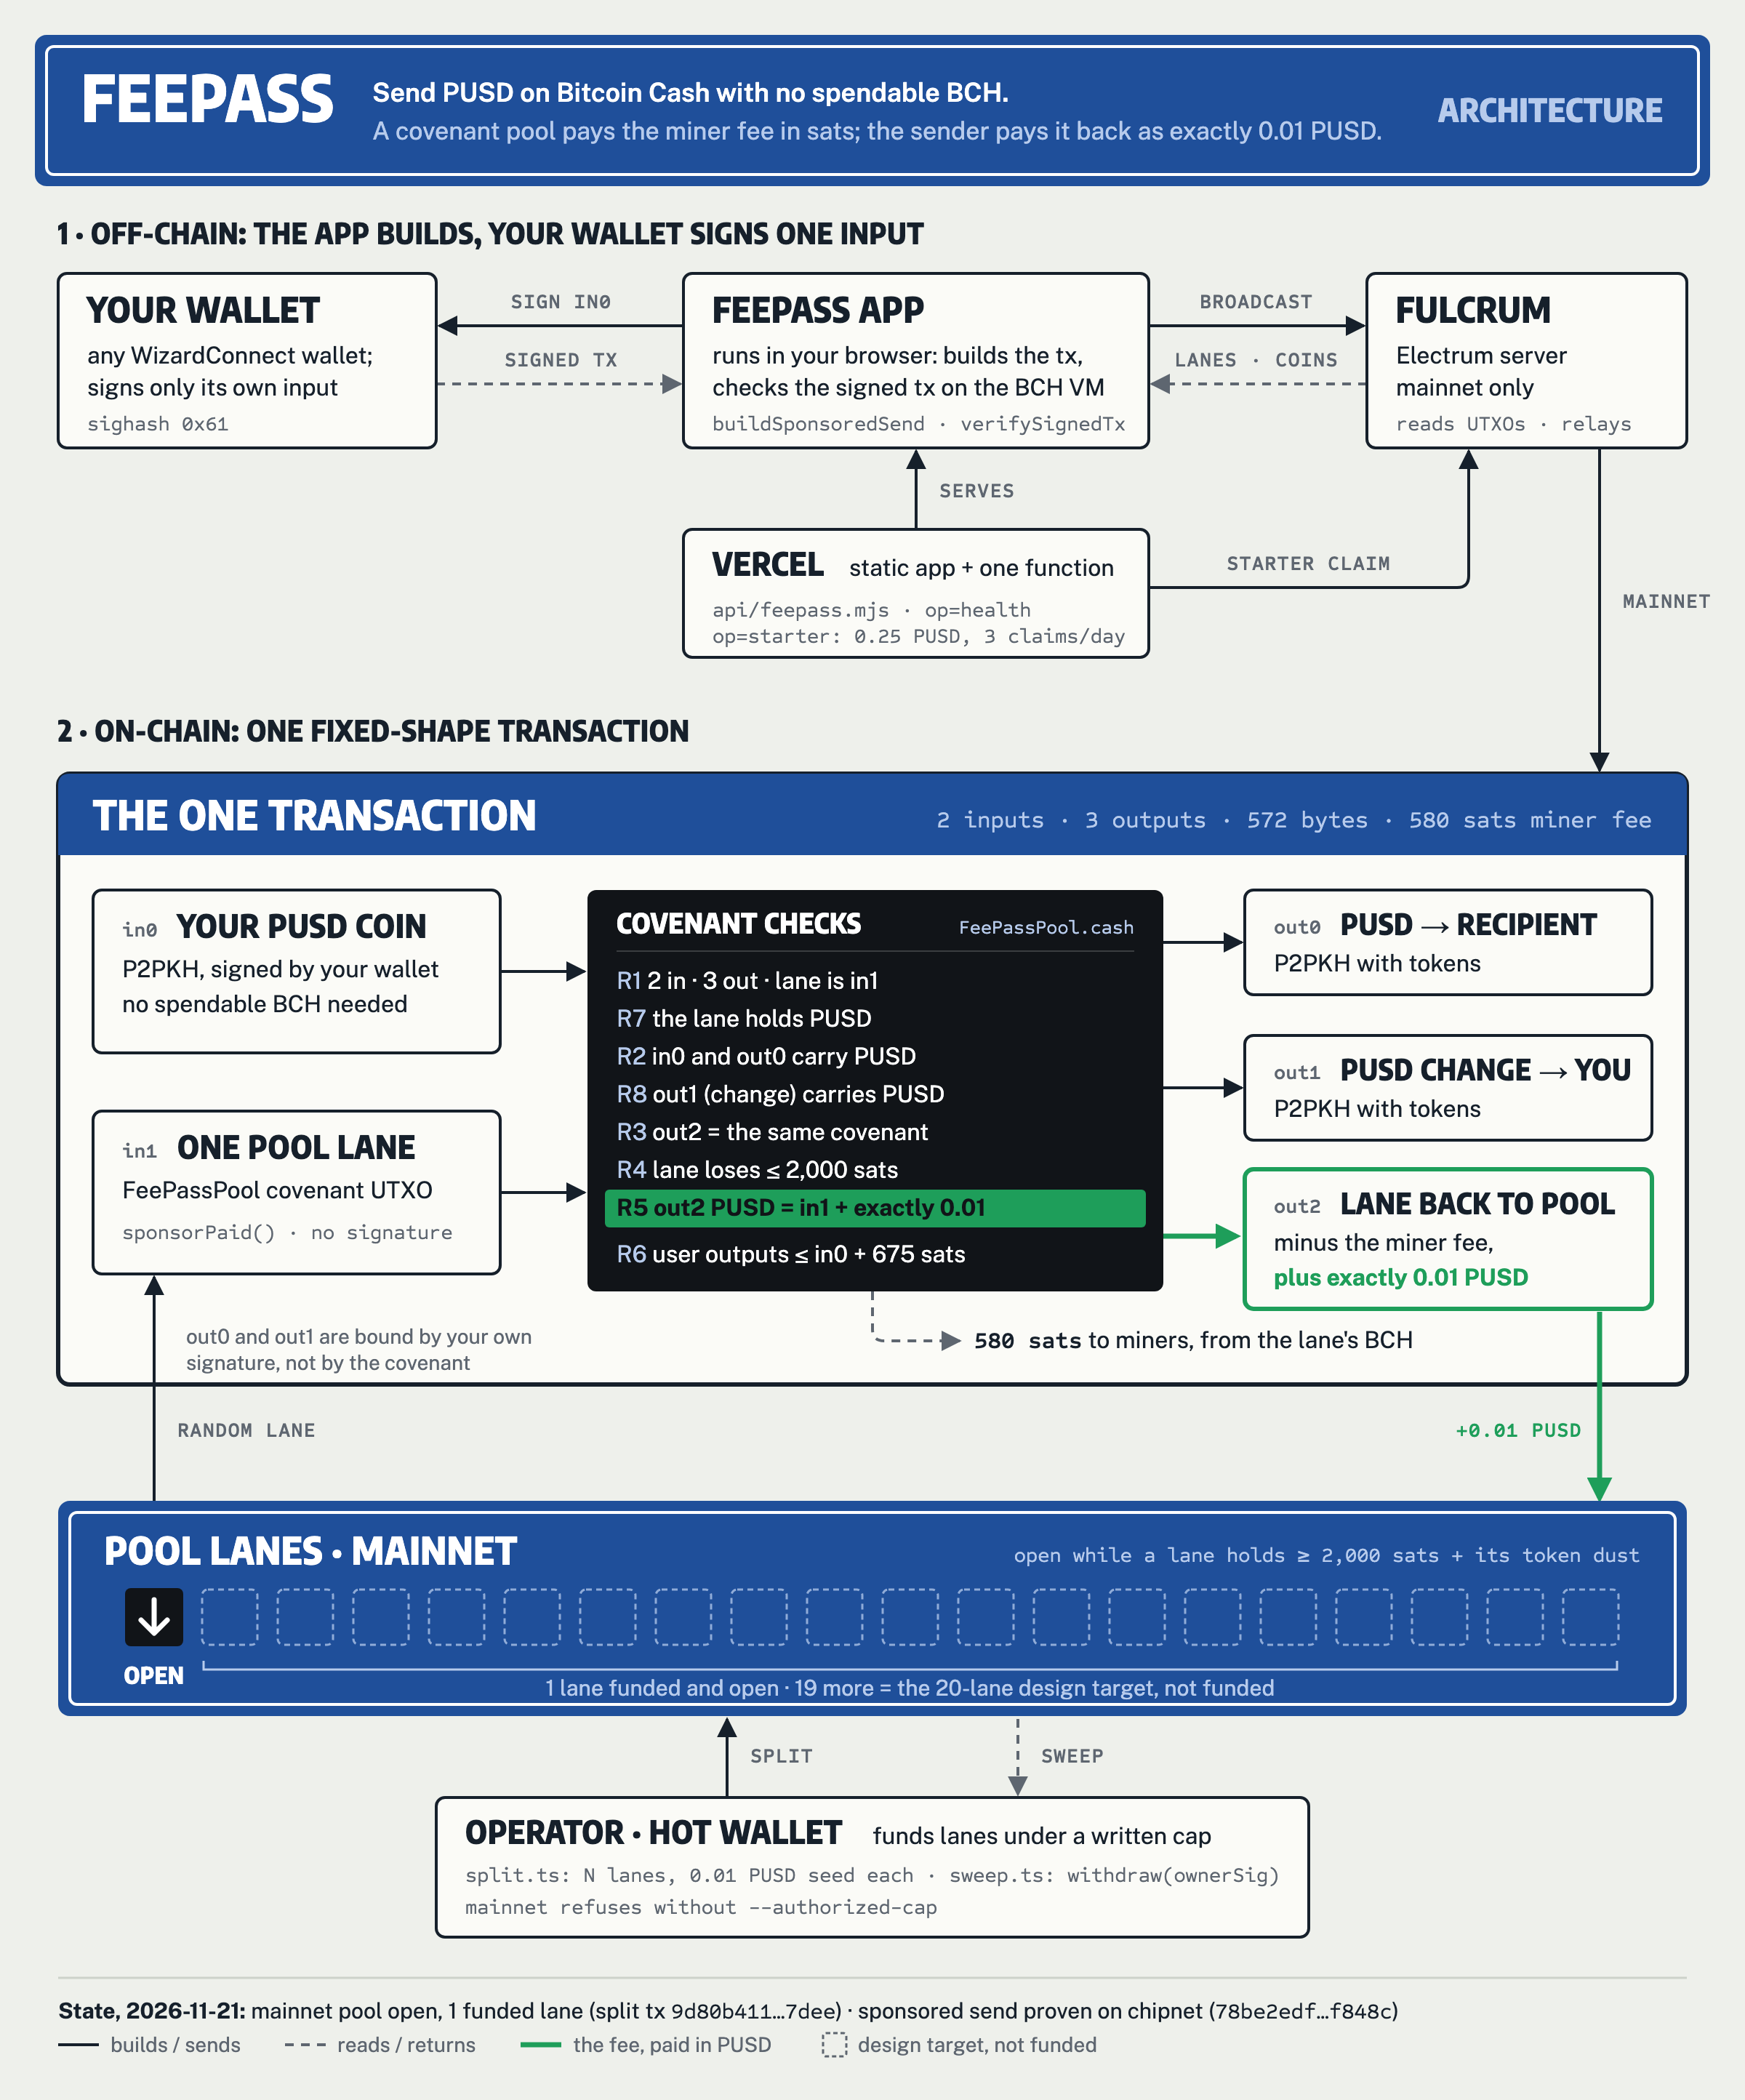 FEEPASS
Send PUSD on Bitcoin Cash with no spendable BCH.
A covenant pool pays the miner fee in sats; the sender pays it back as exactly 0.01 PUSD.
ARCHITECTURE
1 · OFF-CHAIN: THE APP BUILDS, YOUR WALLET SIGNS ONE INPUT
YOUR WALLET
any WizardConnect wallet;
signs only its own input
sighash 0x61
SIGN IN0
SIGNED TX
FEEPASS APP
runs in your browser: builds the tx,
checks the signed tx on the BCH VM
buildSponsoredSend · verifySignedTx
BROADCAST
LANES · COINS
FULCRUM
Electrum server
mainnet only
reads UTXOs · relays
SERVES
VERCEL static app + one function
api/feepass.mjs · op=health
op=starter: 0.25 PUSD, 3 claims/day
STARTER CLAIM
MAINNET
2 · ON-CHAIN: ONE FIXED-SHAPE TRANSACTION
THE ONE TRANSACTION
2 inputs · 3 outputs · 572 bytes · 580 sats miner fee
in0 YOUR PUSD COIN
P2PKH, signed by your wallet
no spendable BCH needed
in1 ONE POOL LANE
FeePassPool covenant UTXO
sponsorPaid() · no signature
out0 and out1 are bound by your own
signature, not by the covenant
COVENANT CHECKS FeePassPool.cash
R1 2 in · 3 out · lane is in1
R7 the lane holds PUSD
R2 in0 and out0 carry PUSD
R8 out1 (change) carries PUSD
R3 out2 = the same covenant
R4 lane loses ≤ 2,000 sats
R5 out2 PUSD = in1 + exactly 0.01
R6 user outputs ≤ in0 + 675 sats
580 sats to miners, from the lane's BCH
out0 PUSD → RECIPIENT
P2PKH with tokens
out1 PUSD CHANGE → YOU
P2PKH with tokens
out2 LANE BACK TO POOL
minus the miner fee,
plus exactly 0.01 PUSD
RANDOM LANE
+0.01 PUSD
POOL LANES · MAINNET
open while a lane holds ≥ 2,000 sats + its token dust
OPEN
1 lane funded and open · 19 more = the 20-lane design target, not funded
SPLIT
SWEEP
OPERATOR · HOT WALLET funds lanes under a written cap
split.ts: N lanes, 0.01 PUSD seed each · sweep.ts: withdraw(ownerSig)
mainnet refuses without --authorized-cap
State, 2026-11-21: mainnet pool open, 1 funded lane (split tx 9d80b411…7dee) · sponsored send proven on chipnet (78be2edf…f848c)
builds / sends
reads / returns
the fee, paid in PUSD
design target, not funded